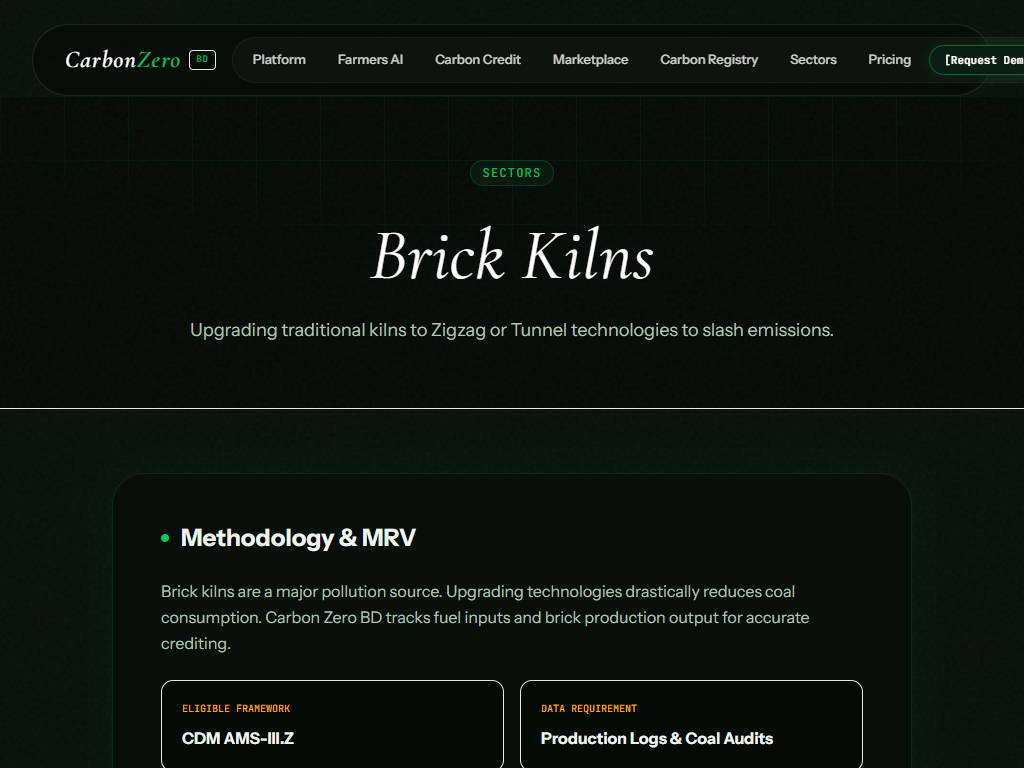 CarbonZero BD Platform Farmers AI Carbon Credit Marketplace Carbon Registry Sectors Pricing [Request Dem
SECTORS
Brick Kilns
Upgrading traditional kilns to Zigzag or Tunnel technologies to slash emissions.
Methodology & MRV
Brick kilns are a major pollution source. Upgrading technologies drastically reduces coal
consumption. Carbon Zero BD tracks fuel inputs and brick production output for accurate
crediting.
ELIGIBLE FRAMEWORK
CDM AMS-III.Z
DATA REQUIREMENT
Production Logs & Coal Audits